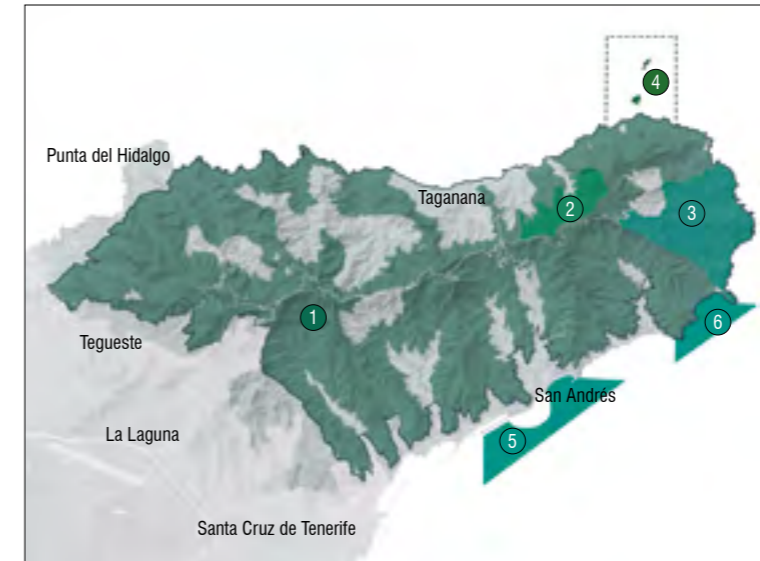 4
Punta del Hidalgo
Taganana
2
3
1
6
Tegueste
San Andrés
La Laguna
5
Santa Cruz de Tenerife